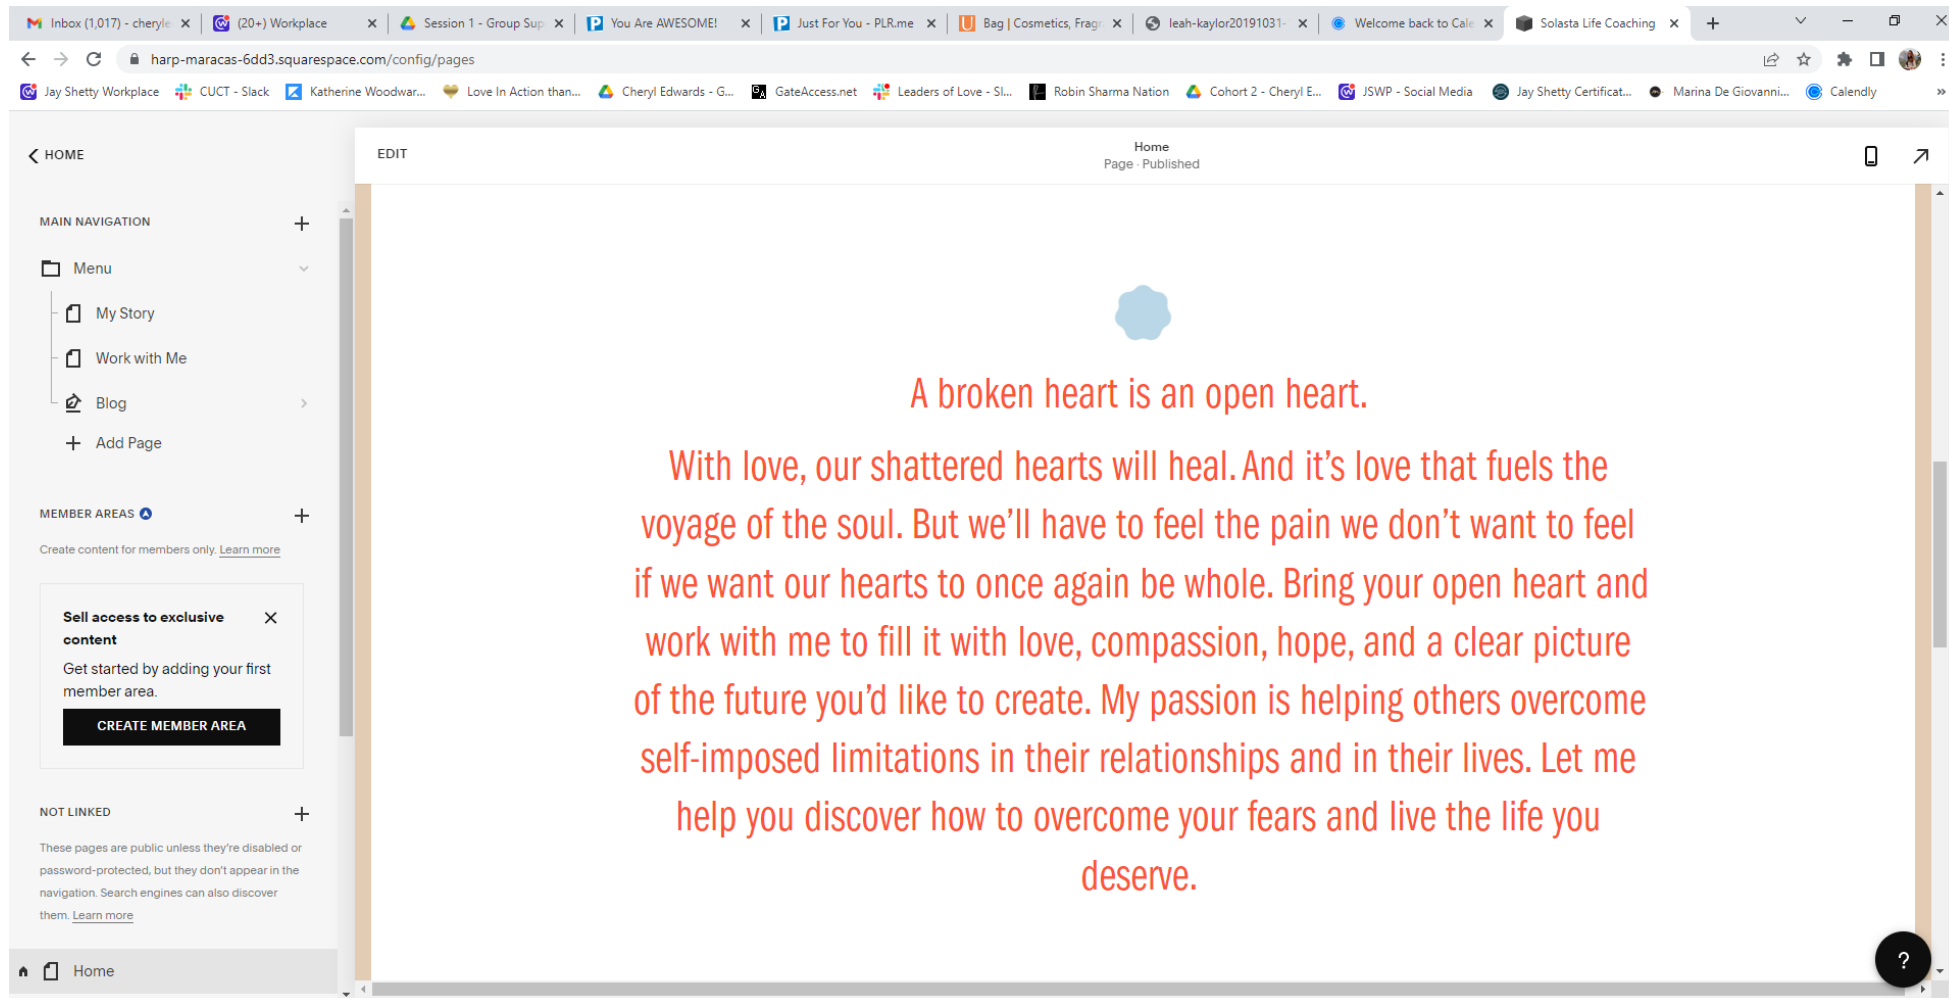 Inbox (1,017) - cheryle
(20+) Workplace
Session 1 - Group Sup
You Are AWESOME!
Just For You - PLR.me
Bag | Cosmetics, Fragr
leah-kaylor20191031-
Welcome back to Cale
Solasta Life Coaching
harp-maracas-6dd3.squarespace.com/config/pages
Jay Shetty Workplace
CUCT - Slack
Katherine Woodwar...
Love In Action than...
Cheryl Edwards - G...
GateAccess.net
Leaders of Love - Sl...
Robin Sharma Nation
Cohort 2 - Cheryl E...
JSWP - Social Media
Jay Shetty Certificat...
Marina De Giovanni...
Calendly
HOME
EDIT
Home
Page · Published
MAIN NAVIGATION
Menu
My Story
Work with Me
Blog
Add Page
MEMBER AREAS
Create content for members only. Learn more
Sell access to exclusive
content
Get started by adding your first
member area.
CREATE MEMBER AREA
NOT LINKED
These pages are public unless they're disabled or
password-protected, but they don't appear in the
navigation. Search engines can also discover
them. Learn more
Home
A broken heart is an open heart.
With love, our shattered hearts will heal. And it's love that fuels the
voyage of the soul. But we'll have to feel the pain we don't want to feel
if we want our hearts to once again be whole. Bring your open heart and
work with me to fill it with love, compassion, hope, and a clear picture
of the future you'd like to create. My passion is helping others overcome
self-imposed limitations in their relationships and in their lives. Let me
help you discover how to overcome your fears and live the life you
deserve.
?